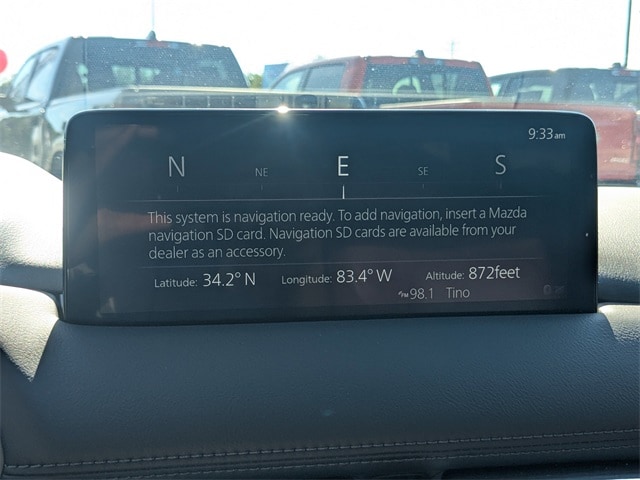 9:33am
N NE E SE S
This system is navigation ready. To add navigation, insert a Mazda
navigation SD card. Navigation SD cards are available from your
dealer as an accessory.
Latitude: 34.2° N Longitude: 83.4° W Altitude: 872feet
FM 98.1 Tino